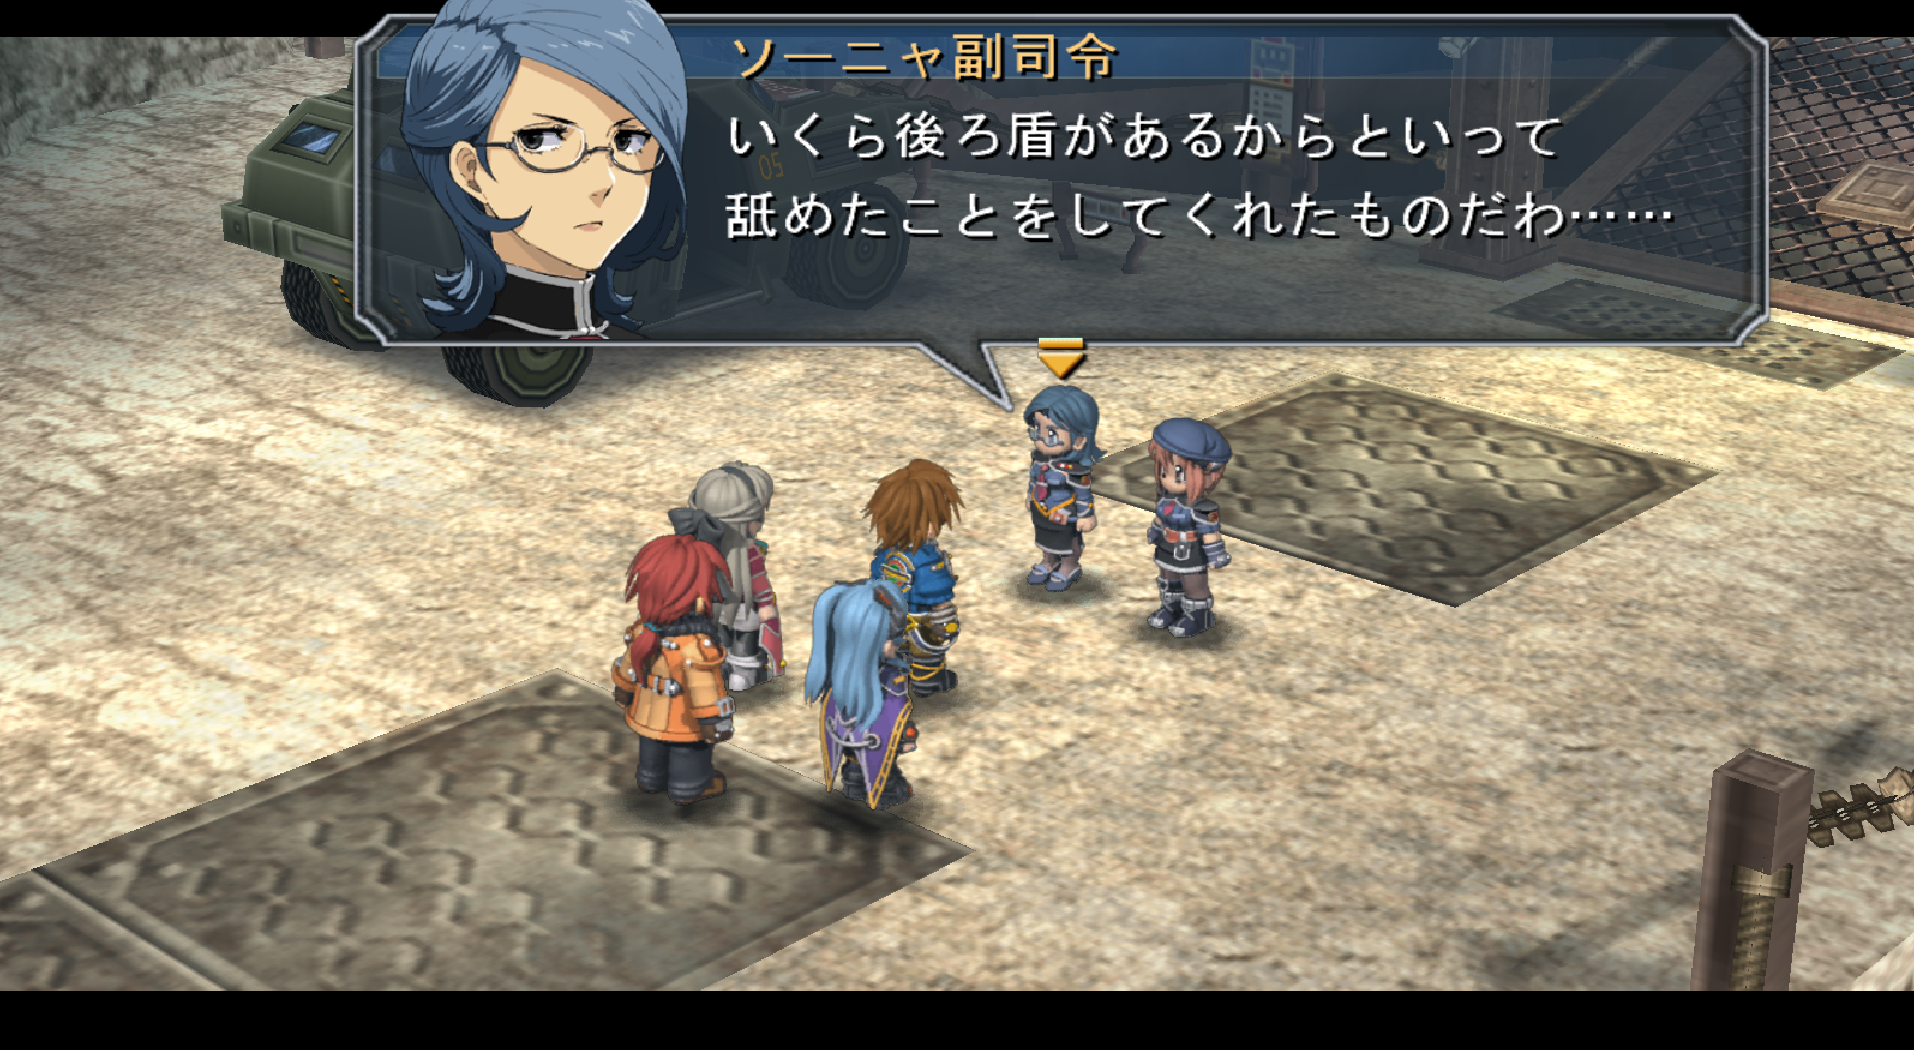 ソーニャ副司令
いくら後ろ盾があるからといって
舐めたことをしてくれたものだわ……
05